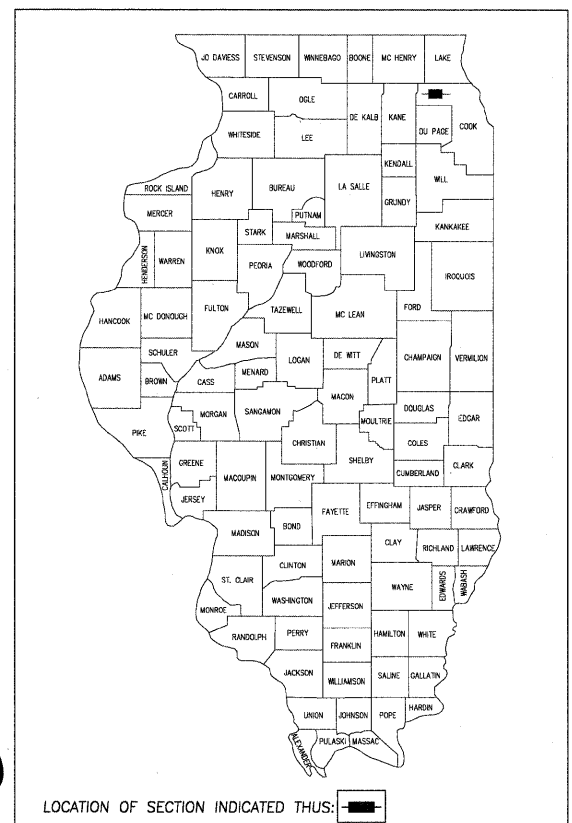 JO DAVIESS STEVENSON WINNEBAGO BOONE MC HENRY LAKE
CARROLL OGLE DE KALB KANE COOK
DU PAGE
WHITESIDE LEE
KENDALL
WILL
ROCK ISLAND HENRY BUREAU LA SALLE GRUNDY
MERCER PUTNAM
KANKAKEE
STARK MARSHALL
HENDERSON WARREN KNOX PEORIA WOODFORD LIVINGSTON IROQUOIS
HANCOOK MC DONOUGH FULTON TAZEWELL MC LEAN FORD
MASON
SCHULER LOGAN DE WITT CHAMPAIGN VERMILION
ADAMS BROWN CASS MENARD PLATT
MACON
MORGAN SANGAMON DOUGLAS
PIKE SCOTT MOULTRIE EDGAR
CHRISTIAN COLES
GREENE SHELBY
CALHOUN MACOUPIN MONTGOMERY CUMBERLAND CLARK
JERSEY
FAYETTE EFFINGHAM JASPER CRAWFORD
MADISON BOND
CLAY
RICHLAND LAWRENCE
CLINTON MARION
ST. CLAIR WAYNE EDWARDS WABASH
WASHINGTON JEFFERSON
MONROE
RANDOLPH PERRY HAMILTON WHITE
FRANKLIN
JACKSON WILLIAMSON SALINE GALLATIN
UNION JOHNSON POPE HARDIN
ALEXANDER PULASKI MASSAC
LOCATION OF SECTION INDICATED THUS: